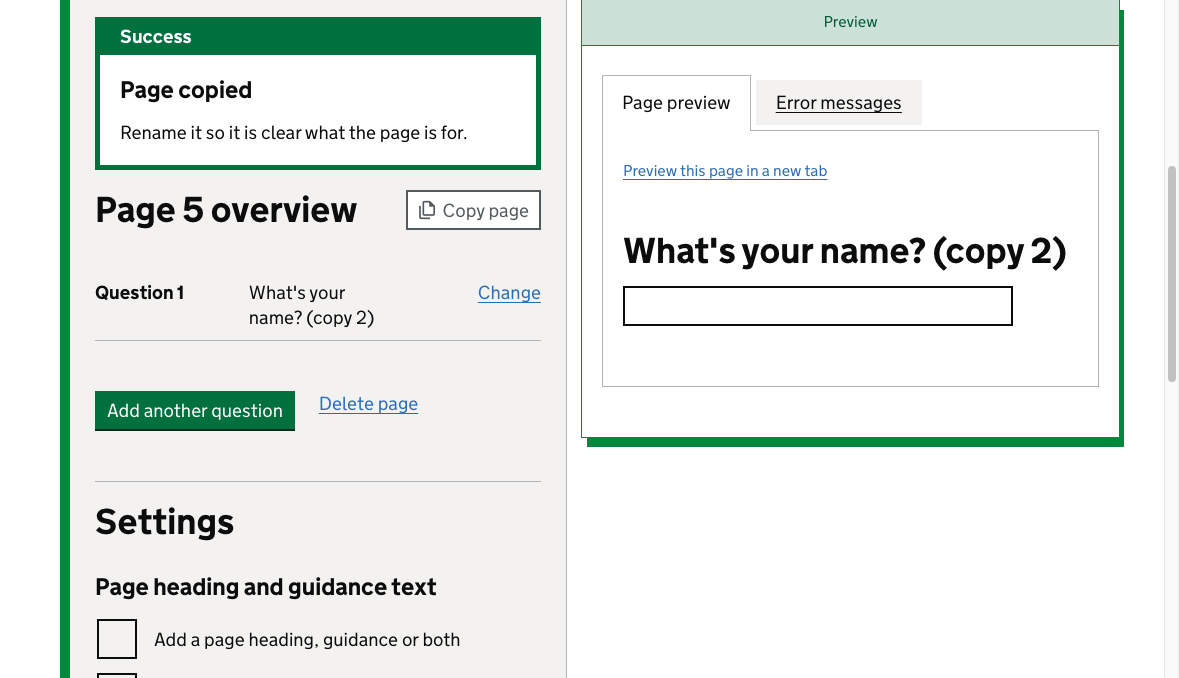 Success
Page copied
Rename it so it is clear what the page is for.
Page 5 overview
Copy page
Question 1
What's your
name? (copy 2)
Change
Add another question
Delete page
Settings
Page heading and guidance text
Add a page heading, guidance or both
Preview
Page preview
Error messages
Preview this page in a new tab
What's your name? (copy 2)